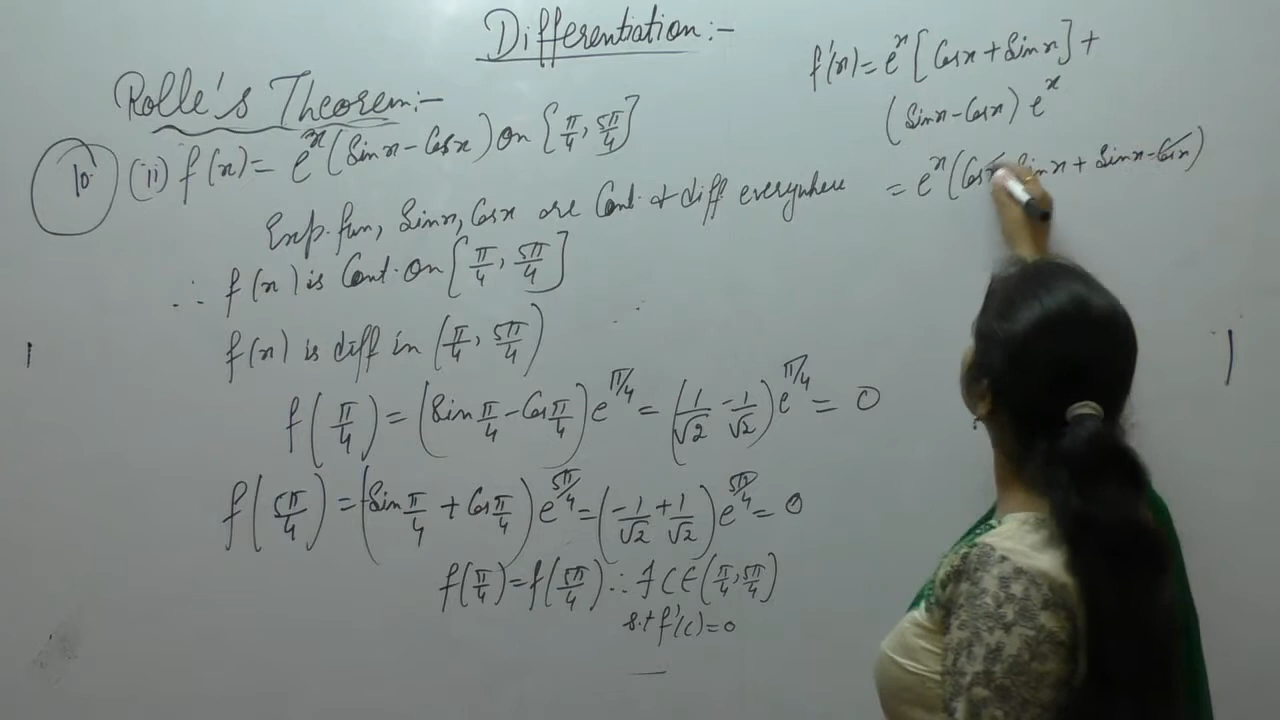 Differentiation:-
Rolle's Theorem:-
10. (ii) f(x) = e^x (Sinx - Cosx) on [π/4, 5π/4]
Exp. fun, Sinx, Cosx are Cont. & diff everywhere
∴ f(x) is Cont. on [π/4, 5π/4]
f(x) is diff in (π/4, 5π/4)
f(π/4) = (Sin π/4 - Cos π/4) e^π/4 = (1/√2 - 1/√2) e^π/4 = 0
f(5π/4) = (Sin π/4 + Cos π/4) e^5π/4 = (-1/√2 + 1/√2) e^5π/4 = 0
f(π/4) = f(5π/4) ∴ ∃ C ∈ (π/4, 5π/4)
s.t f'(c) = 0
f'(x) = e^x [Cosx + Sinx] +
(Sinx - Cosx) e^x
= e^x (Cosx Sinx + Sinx - Cosx)